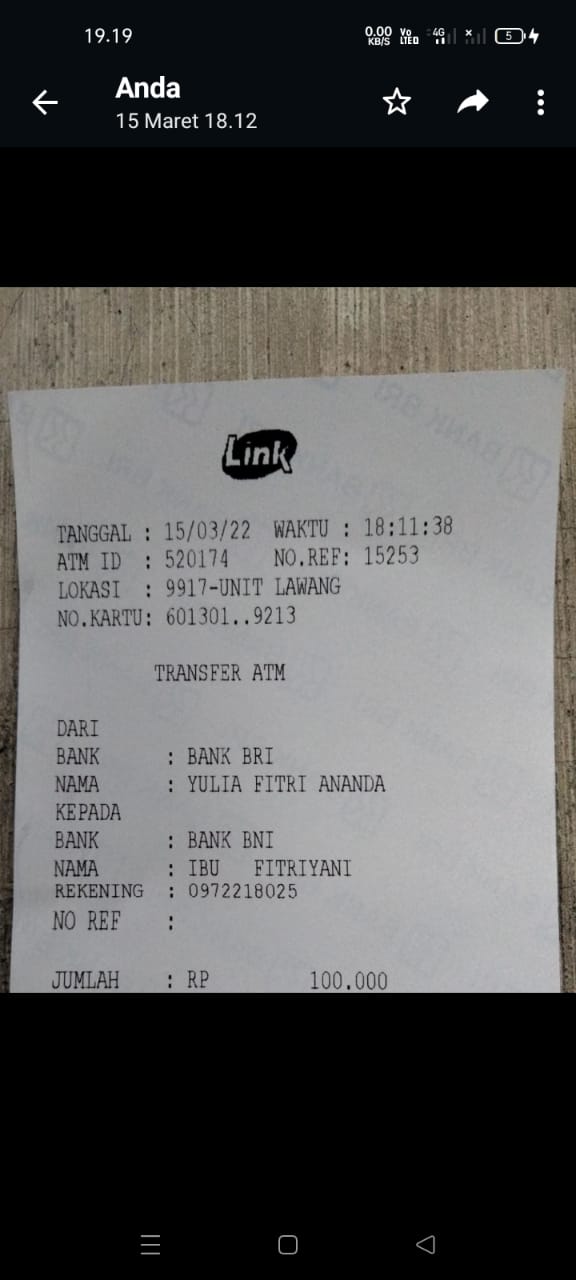 19.19 0.00 KB/S Vo LTED 4G 5
Anda
15 Maret 18.12
Link
TANGGAL : 15/03/22 WAKTU : 18:11:38
ATM ID : 520174 NO.REF: 15253
LOKASI : 9917-UNIT LAWANG
NO.KARTU: 601301..9213
TRANSFER ATM
DARI
BANK : BANK BRI
NAMA : YULIA FITRI ANANDA
KEPADA
BANK : BANK BNI
NAMA : IBU FITRIYANI
REKENING : 0972218025
NO REF :
JUMLAH : RP 100.000